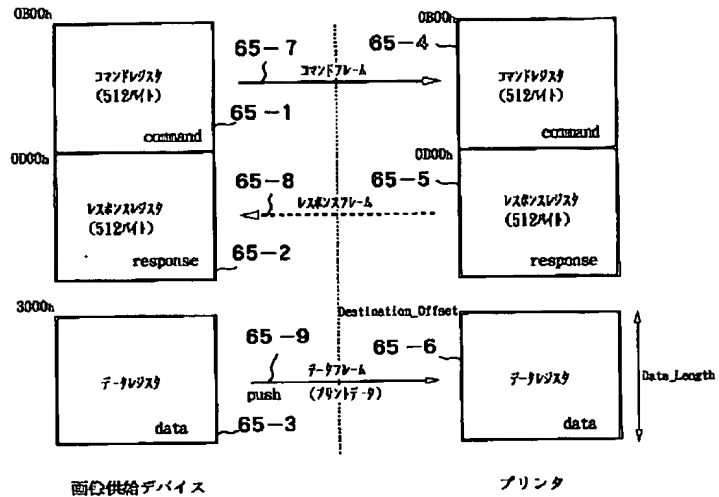 0B00h
コマンドレジスタ
(512バイト)
command
65-1
0D00h
レスポンスレジスタ
(512バイト)
response
65-2
3000h
データレジスタ
data
65-3
画像供給デバイス
65-7
コマンドフレーム
65-8
レスポンスフレーム
65-9
データフレーム
push
(プリントデータ)
0B00h
65-4
コマンドレジスタ
(512バイト)
command
0D00h
65-5
レスポンスレジスタ
(512バイト)
response
Destination_Offset
65-6
データレジスタ
data
Data_Length
プリンタ